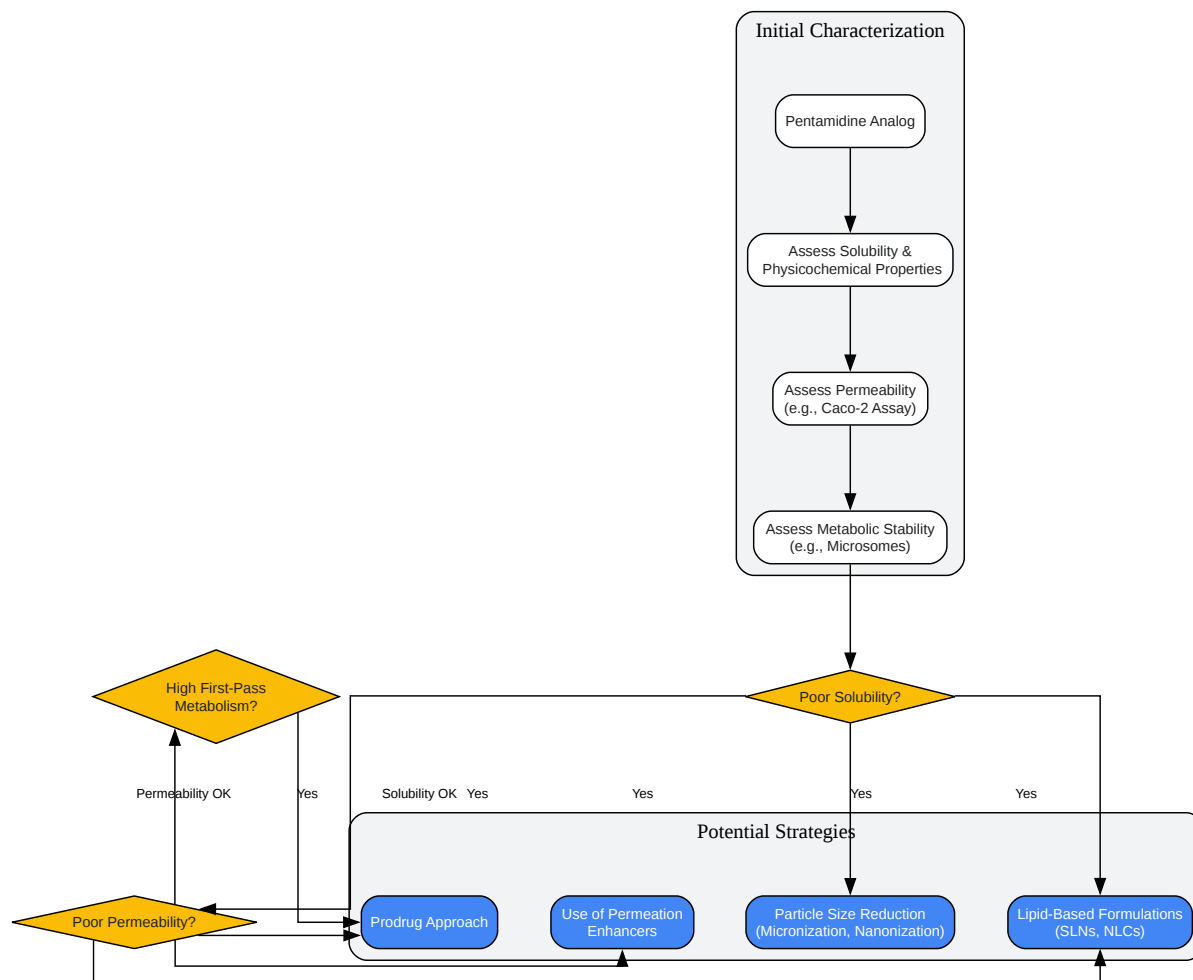 Initial Characterization
Pentamidine Analog
Assess Solubility &
Physicochemical Properties
Assess Permeability
(e.g., Caco-2 Assay)
Assess Metabolic Stability
(e.g., Microsomes)
High First-Pass
Metabolism?
Poor Solubility?
Permeability OK
Yes
Solubility OK
Yes
Yes
Yes
Yes
Potential Strategies
Poor Permeability?
Prodrug Approach
Use of Permeation
Enhancers
Particle Size Reduction
(Micronization, Nanonization)
Lipid-Based Formulations
(SLNs, NLCs)